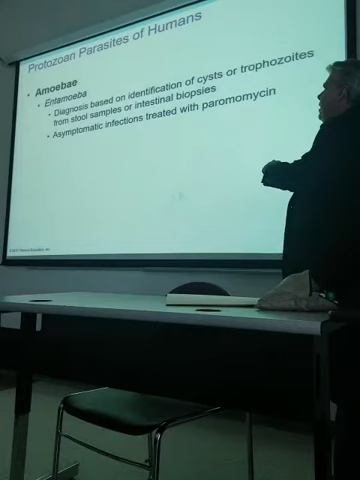 Protozoan Parasites of Humans
• Amoebae
• Entamoeba
• Diagnosis based on identification of cysts or trophozoites
from stool samples or intestinal biopsies
• Asymptomatic infections treated with paromomycin